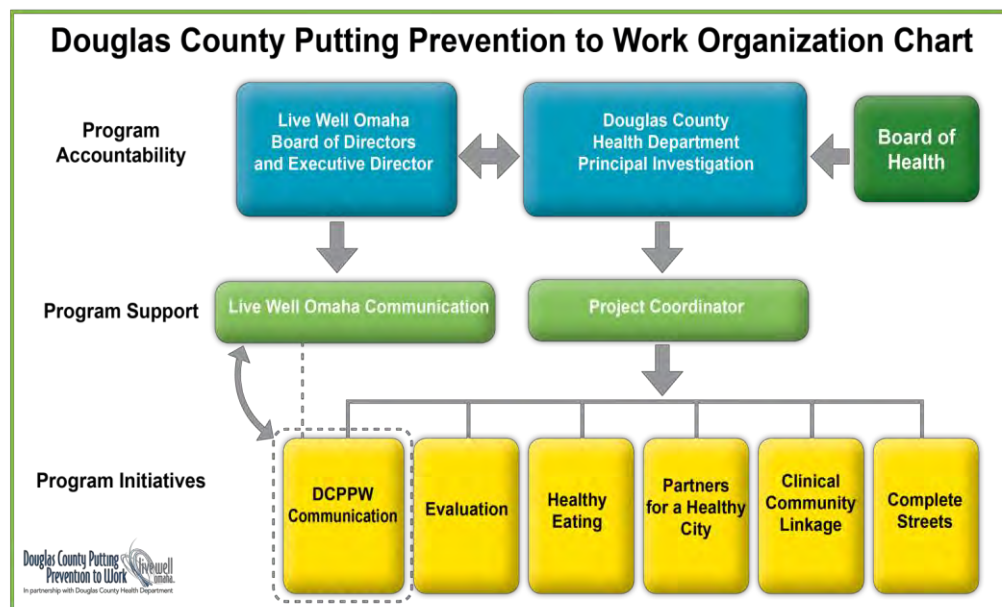 Douglas County Putting Prevention to Work Organization Chart
Program
Accountability
Live Well Omaha
Board of Directors
and Executive Director
Douglas County
Health Department
Principal Investigation
Board of
Health
Program Support
Live Well Omaha Communication
Project Coordinator
Program Initiatives
DCPPW
Communication
Evaluation
Healthy
Eating
Partners
for a Healthy
City
Clinical
Community
Linkage
Complete
Streets
Douglas County Putting
Prevention to Work
In partnership with Douglas County Health Department
livewell
omaha